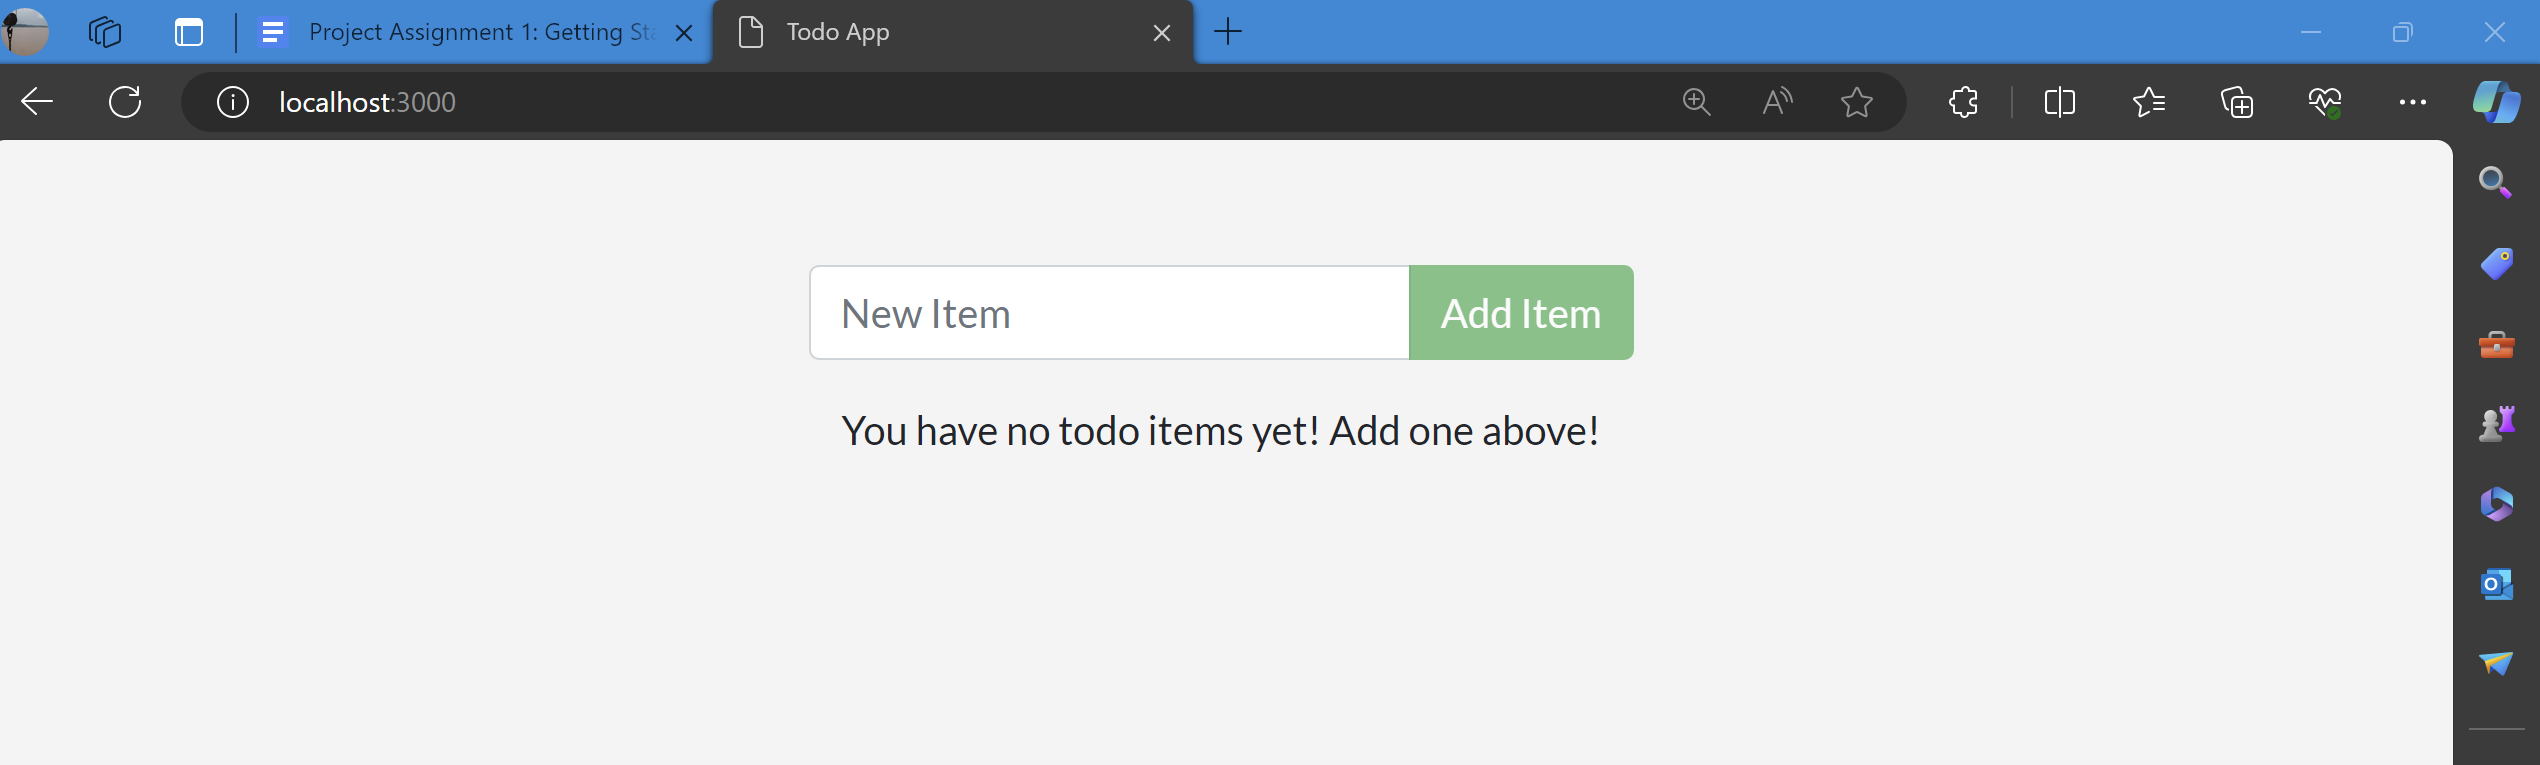 Project Assignment 1: Getting Sta
Todo App
localhost:3000
New Item
Add Item
You have no todo items yet! Add one above!